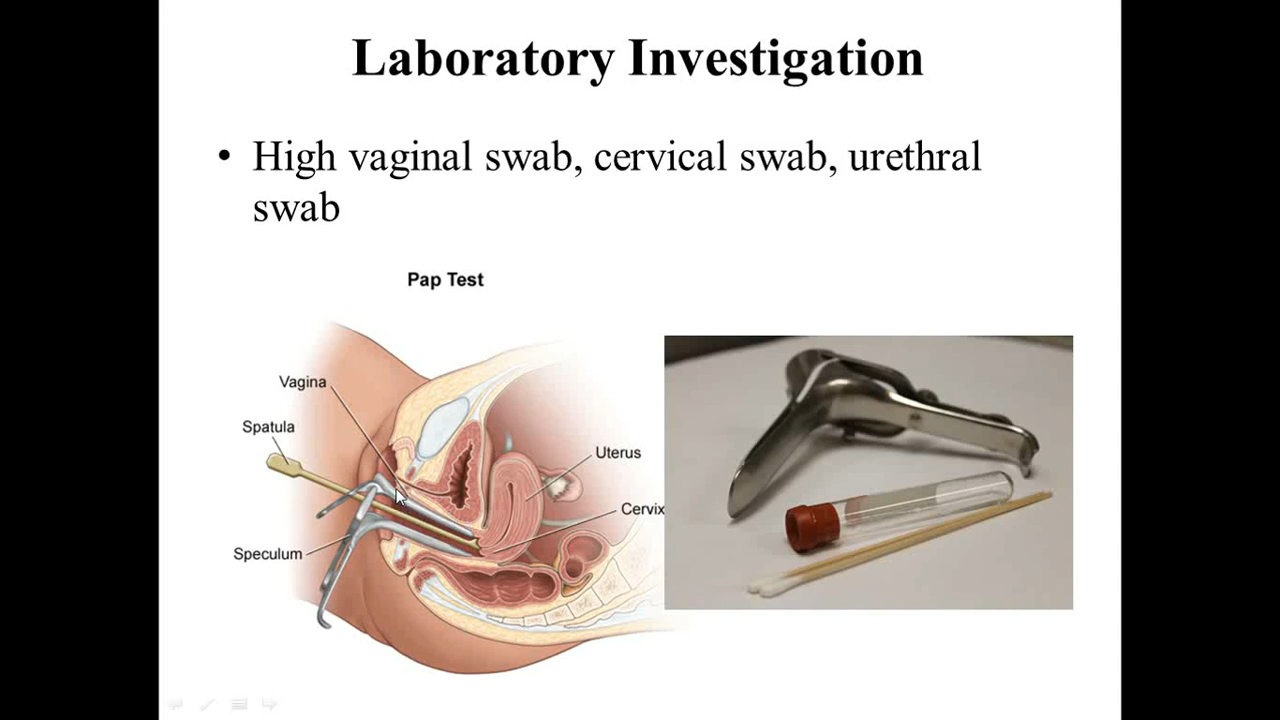 Laboratory Investigation
• High vaginal swab, cervical swab, urethral
swab
Pap Test
Vagina
Spatula
Uterus
Cervix
Speculum